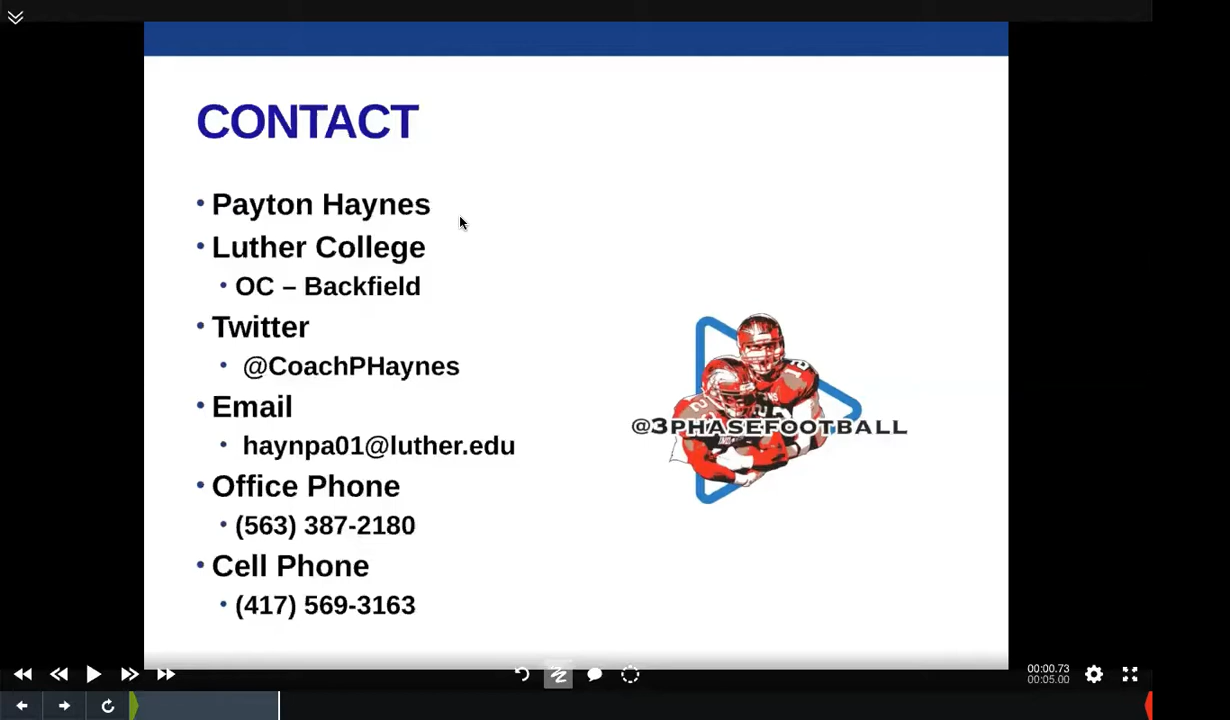 CONTACT
• Payton Haynes
• Luther College
• OC – Backfield
• Twitter
• @CoachPHaynes
• Email
• haynpa01@luther.edu
• Office Phone
• (563) 387-2180
• Cell Phone
• (417) 569-3163
@3PHASEFOOTBALL
00:00.73
00:05.00